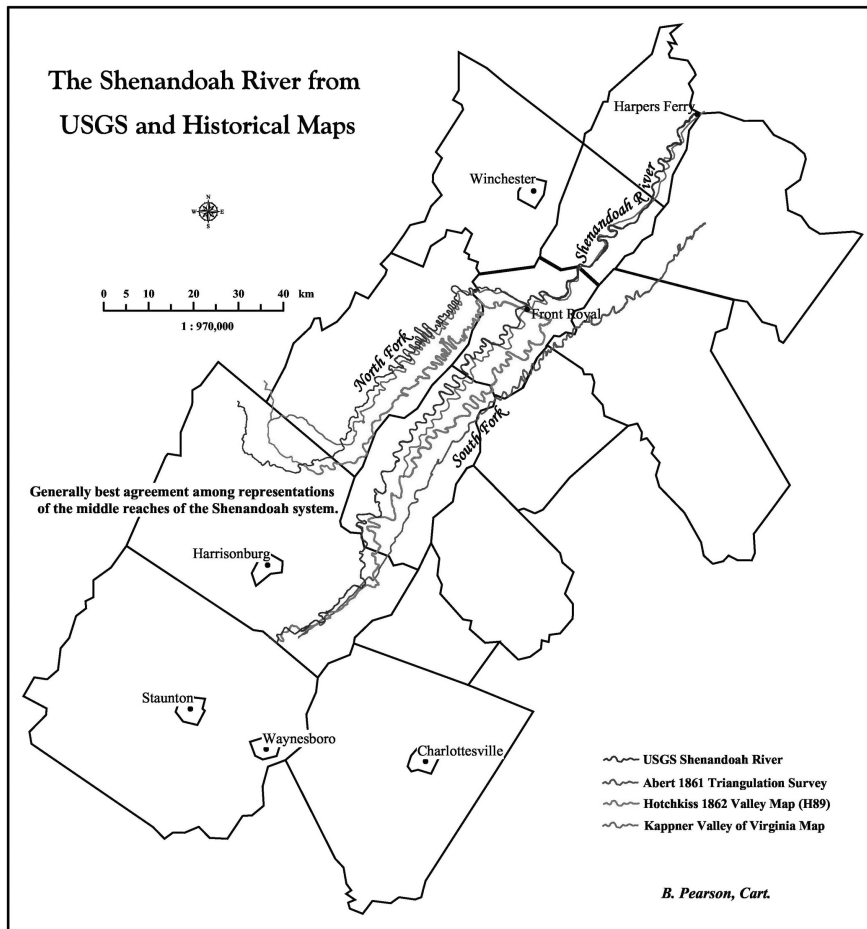 The Shenandoah River from
USGS and Historical Maps
Harpers Ferry
Winchester
Shenandoah River
N
W E
S
0 5 10 20 30 40 km
1 : 970,000
Front Royal
North Fork
South Fork
Generally best agreement among representations
of the middle reaches of the Shenandoah system.
Harrisonburg
Staunton
Waynesboro
Charlottesville
USGS Shenandoah River
Abert 1861 Triangulation Survey
Hotchkiss 1862 Valley Map (H89)
Kappner Valley of Virginia Map
B. Pearson, Cart.